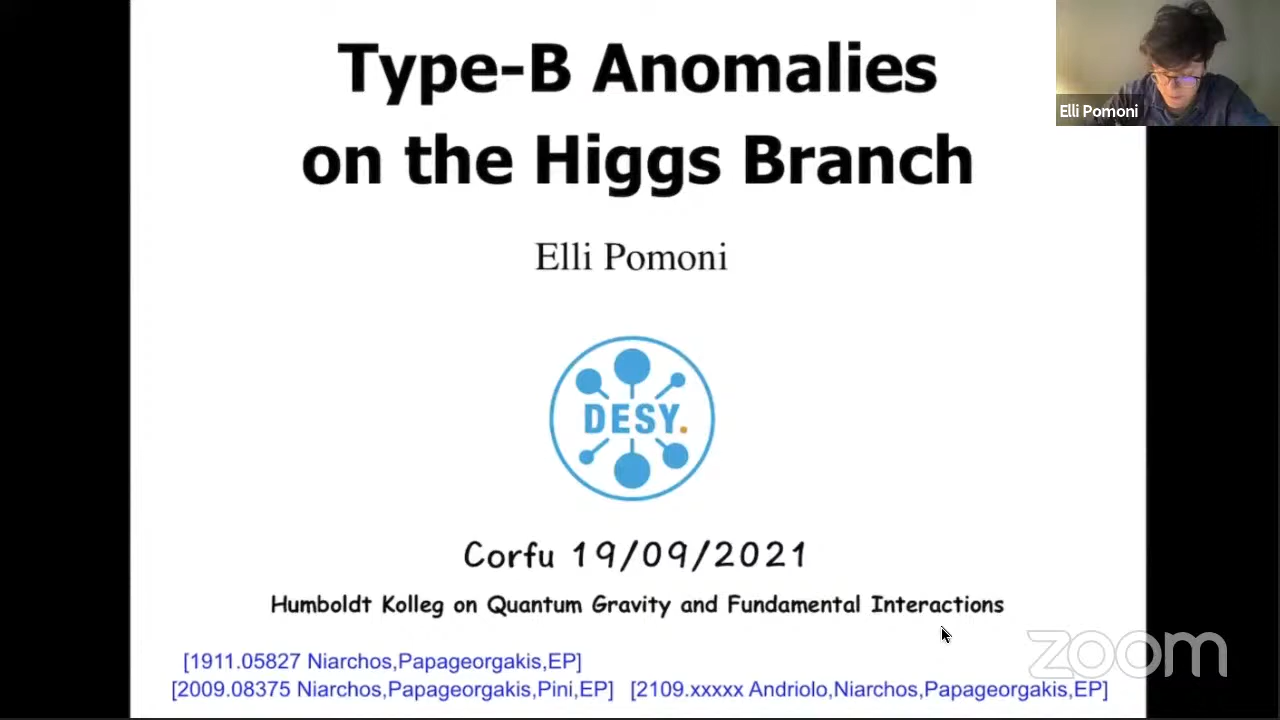 Type-B Anomalies
on the Higgs Branch
Elli Pomoni
Elli Pomoni
DESY.
Corfu 19/09/2021
Humboldt Kolleg on Quantum Gravity and Fundamental Interactions
[1911.05827 Niarchos,Papageorgakis,EP]
[2009.08375 Niarchos,Papageorgakis,Pini,EP] [2109.xxxxx Andriolo,Niarchos,Papageorgakis,EP]
zoom